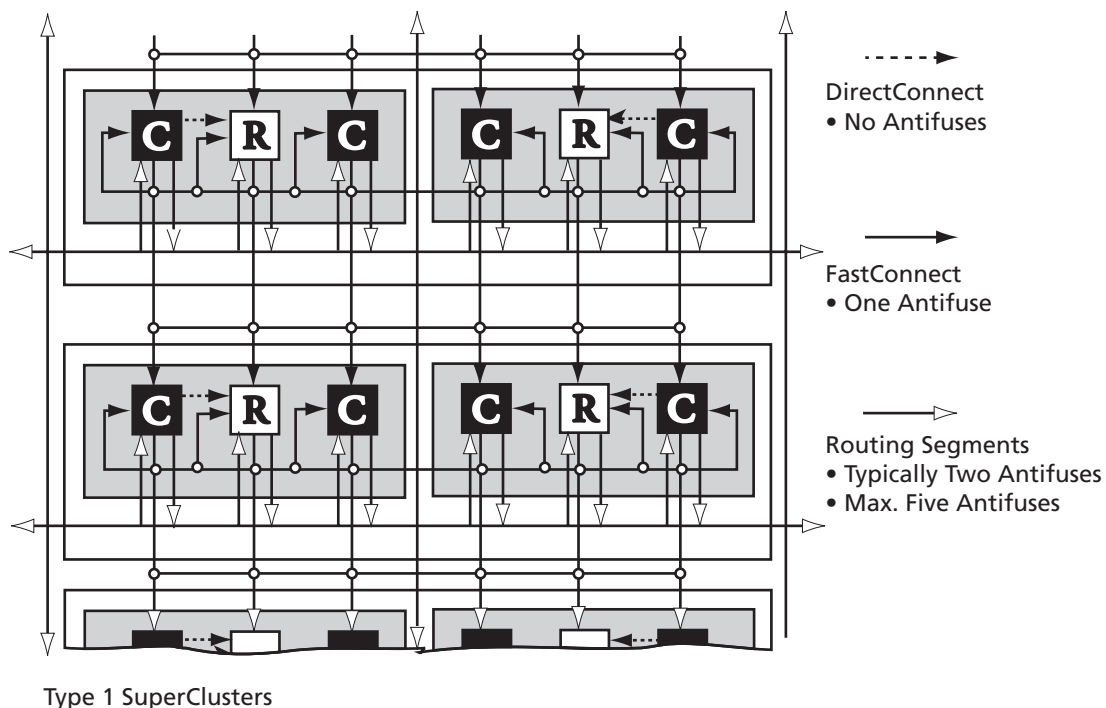 C R C C R C
DirectConnect
• No Antifuses
FastConnect
• One Antifuse
C R C C R C
Routing Segments
• Typically Two Antifuses
• Max. Five Antifuses
Type 1 SuperClusters